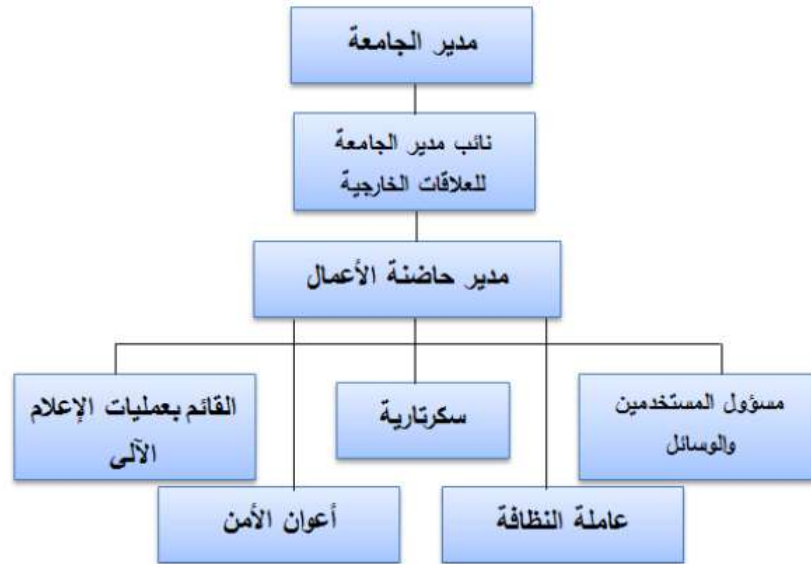 مدير الجامعة
نائب مدير الجامعة
للعلاقات الخارجية
مدير حاضنة الأعمال
مسؤول المستخدمين
والوسائل
سكرتارية
القائم بعمليات الإعلام
الآلى
عاملة النظافة
أعوان الأمن